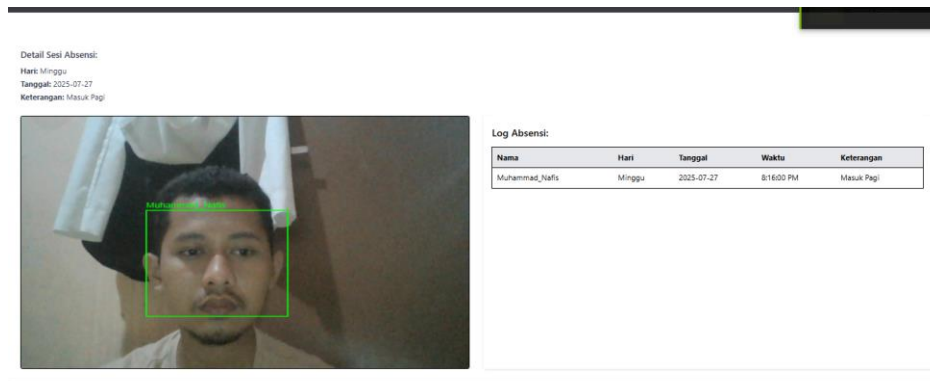 Detail Sesi Absensi:
Hari: Minggu
Tanggal: 2025-07-27
Keterangan: Masuk Pagi
Muhammad_Nafis
Log Absensi:
Nama Hari Tanggal Waktu Keterangan
Muhammad_Nafis Minggu 2025-07-27 8:16:00 PM Masuk Pagi